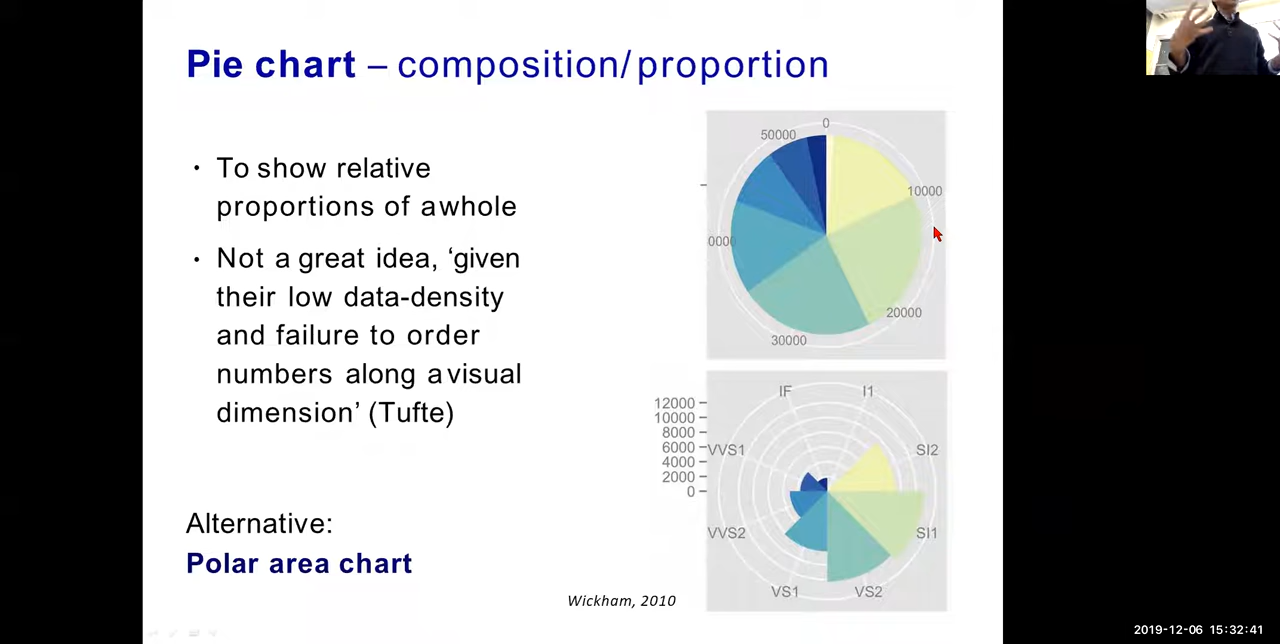 Pie chart – composition/proportion
• To show relative
proportions of a whole
• Not a great idea, ‘given
their low data-density
and failure to order
numbers along a visual
dimension’ (Tufte)
Alternative:
Polar area chart
Wickham, 2010
0
50000
10000
0000
20000
30000
IF
I1
12000
10000
8000
6000
4000
2000
0
VVS1
SI2
VVS2
SI1
VS1
VS2
2019-12-06 15:32:41